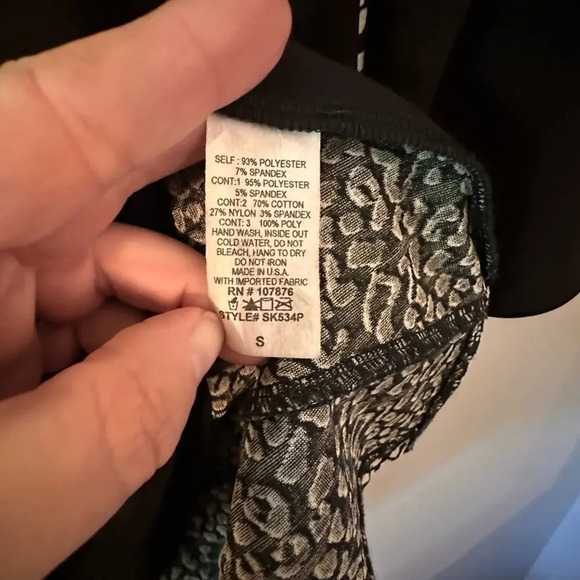 SELF : 93% POLYESTER
7% SPANDEX
CONT:1 95% POLYESTER
5% SPANDEX
CONT:2 70% COTTON
27% NYLON 3% SPANDEX
CONT: 3 100% POLY
HAND WASH, INSIDE OUT
COLD WATER, DO NOT
BLEACH, HANG TO DRY
DO NOT IRON
MADE IN U.S.A.
WITH IMPORTED FABRIC
RN # 107876
STYLE# SK534P
S